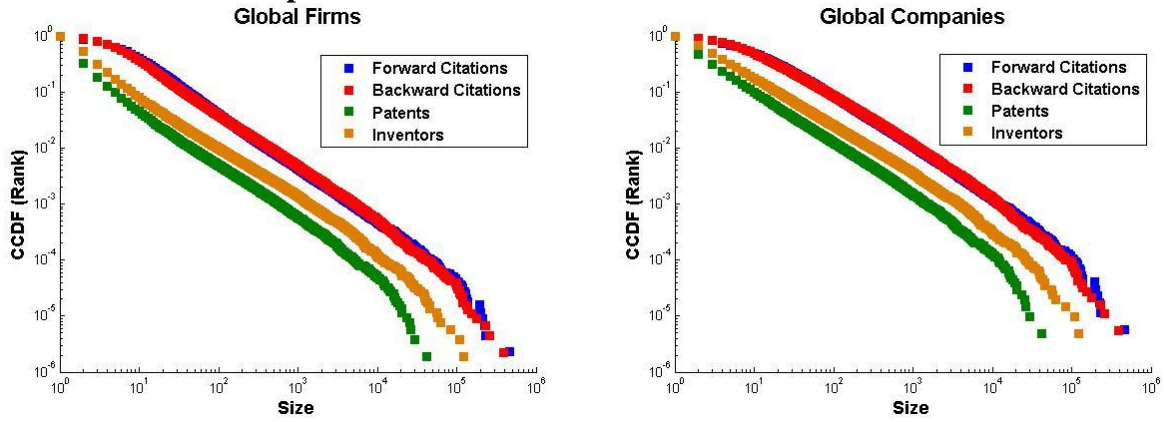 Global Firms
10^0
10^-1
10^-2
10^-3
10^-4
10^-5
10^-6
CCDF (Rank)
Forward Citations
Backward Citations
Patents
Inventors
10^0 10^1 10^2 10^3 10^4 10^5 10^6
Size
Global Companies
10^0
10^-1
10^-2
10^-3
10^-4
10^-5
10^-6
CCDF (Rank)
Forward Citations
Backward Citations
Patents
Inventors
10^0 10^1 10^2 10^3 10^4 10^5 10^6
Size